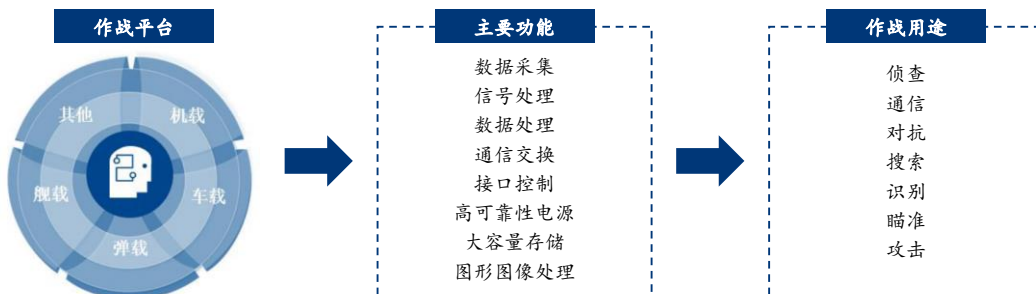 作战平台
其他
机载
舰载
车载
弹载
主要功能
数据采集
信号处理
数据处理
通信交换
接口控制
高可靠性电源
大容量存储
图形图像处理
作战用途
侦查
通信
对抗
搜索
识别
瞄准
攻击